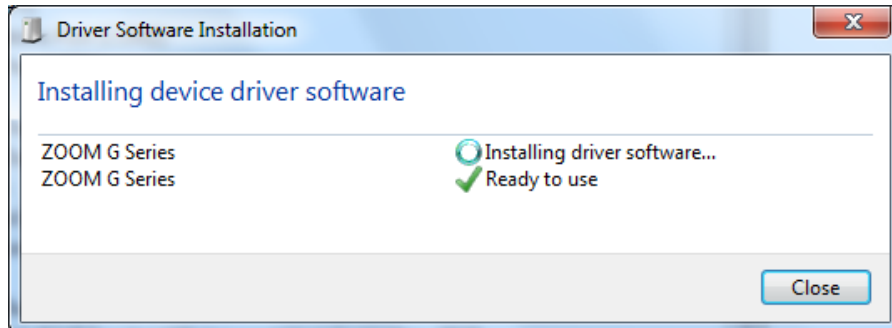 Driver Software Installation
Installing device driver software
ZOOM G Series Installing driver software...
ZOOM G Series Ready to use
Close